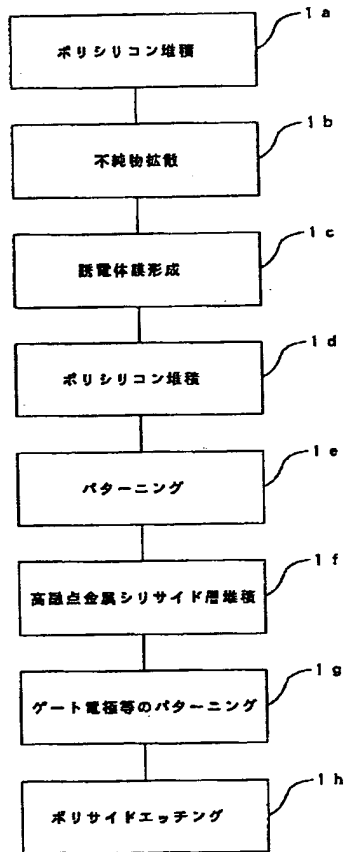 1a
ポリシリコン堆積
1b
不純物拡散
1c
誘電体膜形成
1d
ポリシリコン堆積
1e
パターニング
1f
高融点金属シリサイド層堆積
1g
ゲート電極等のパターニング
1h
ポリサイドエッチング